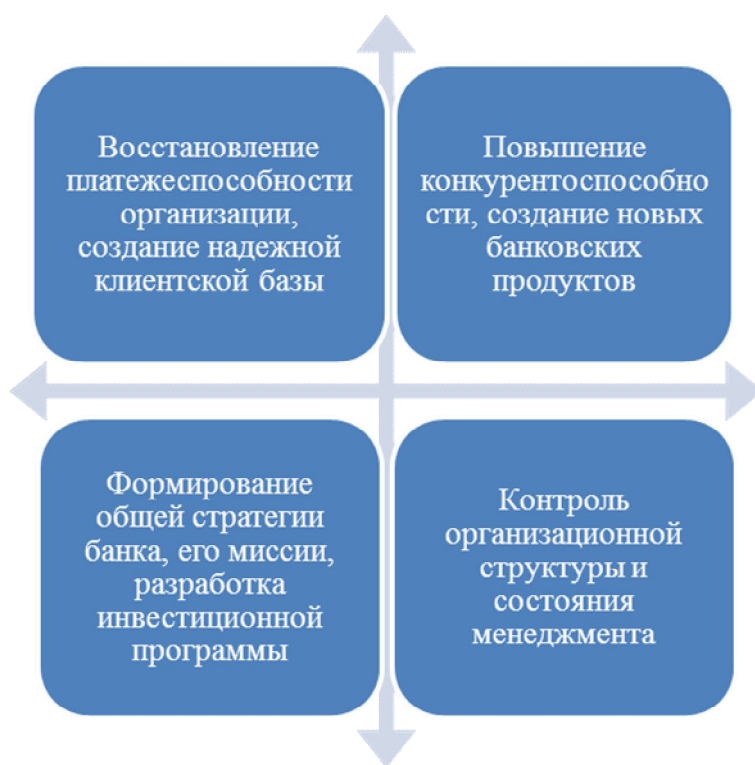 Восстановление
платежеспособности
организации,
создание надежной
клиентской базы
Повышение
конкурентоспособно
сти, создание новых
банковских
продуктов
Формирование
общей стратегии
банка, его миссии,
разработка
инвестиционной
программы
Контроль
организационной
структуры и
состояния
менеджмента